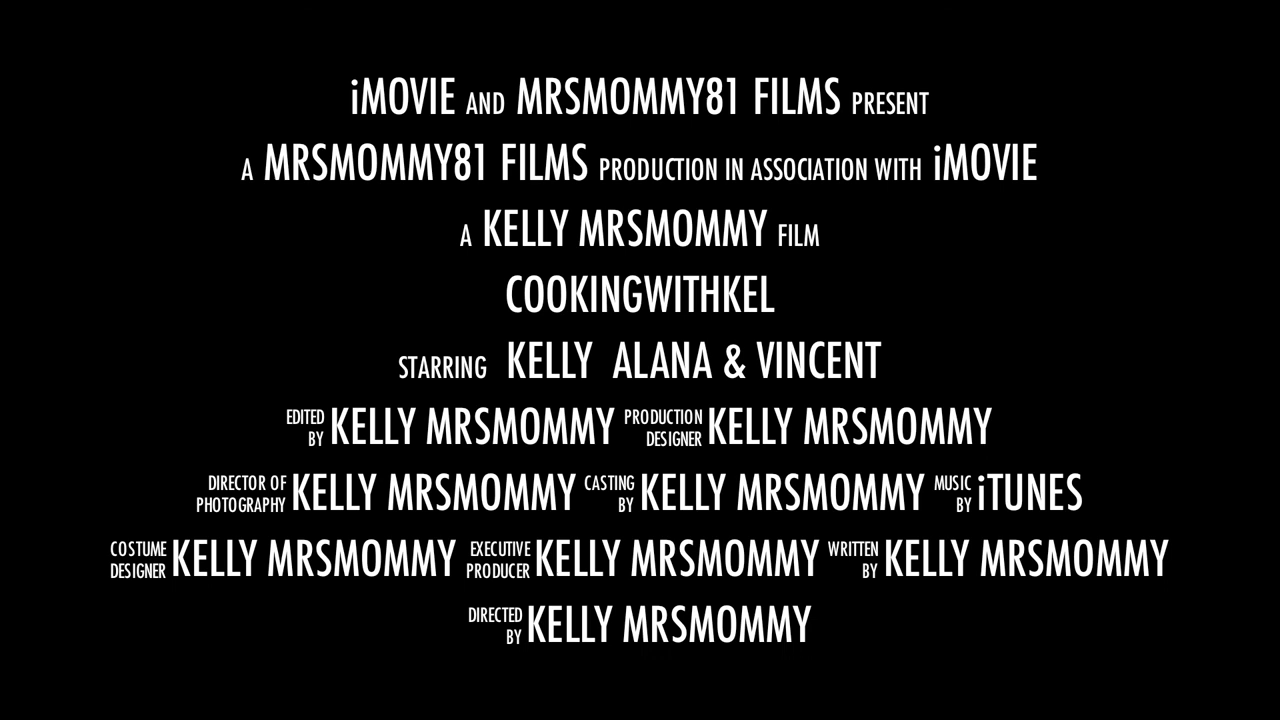 iMOVIE AND MRSMOMMY81 FILMS PRESENT
A MRSMOMMY81 FILMS PRODUCTION IN ASSOCIATION WITH iMOVIE
A KELLY MRSMOMMY FILM
COOKINGWITHKEL
STARRING KELLY ALANA & VINCENT
EDITED BY KELLY MRSMOMMY PRODUCTION DESIGNER KELLY MRSMOMMY
DIRECTOR OF PHOTOGRAPHY KELLY MRSMOMMY CASTING BY KELLY MRSMOMMY MUSIC BY iTUNES
COSTUME DESIGNER KELLY MRSMOMMY EXECUTIVE PRODUCER KELLY MRSMOMMY WRITTEN BY KELLY MRSMOMMY
DIRECTED BY KELLY MRSMOMMY